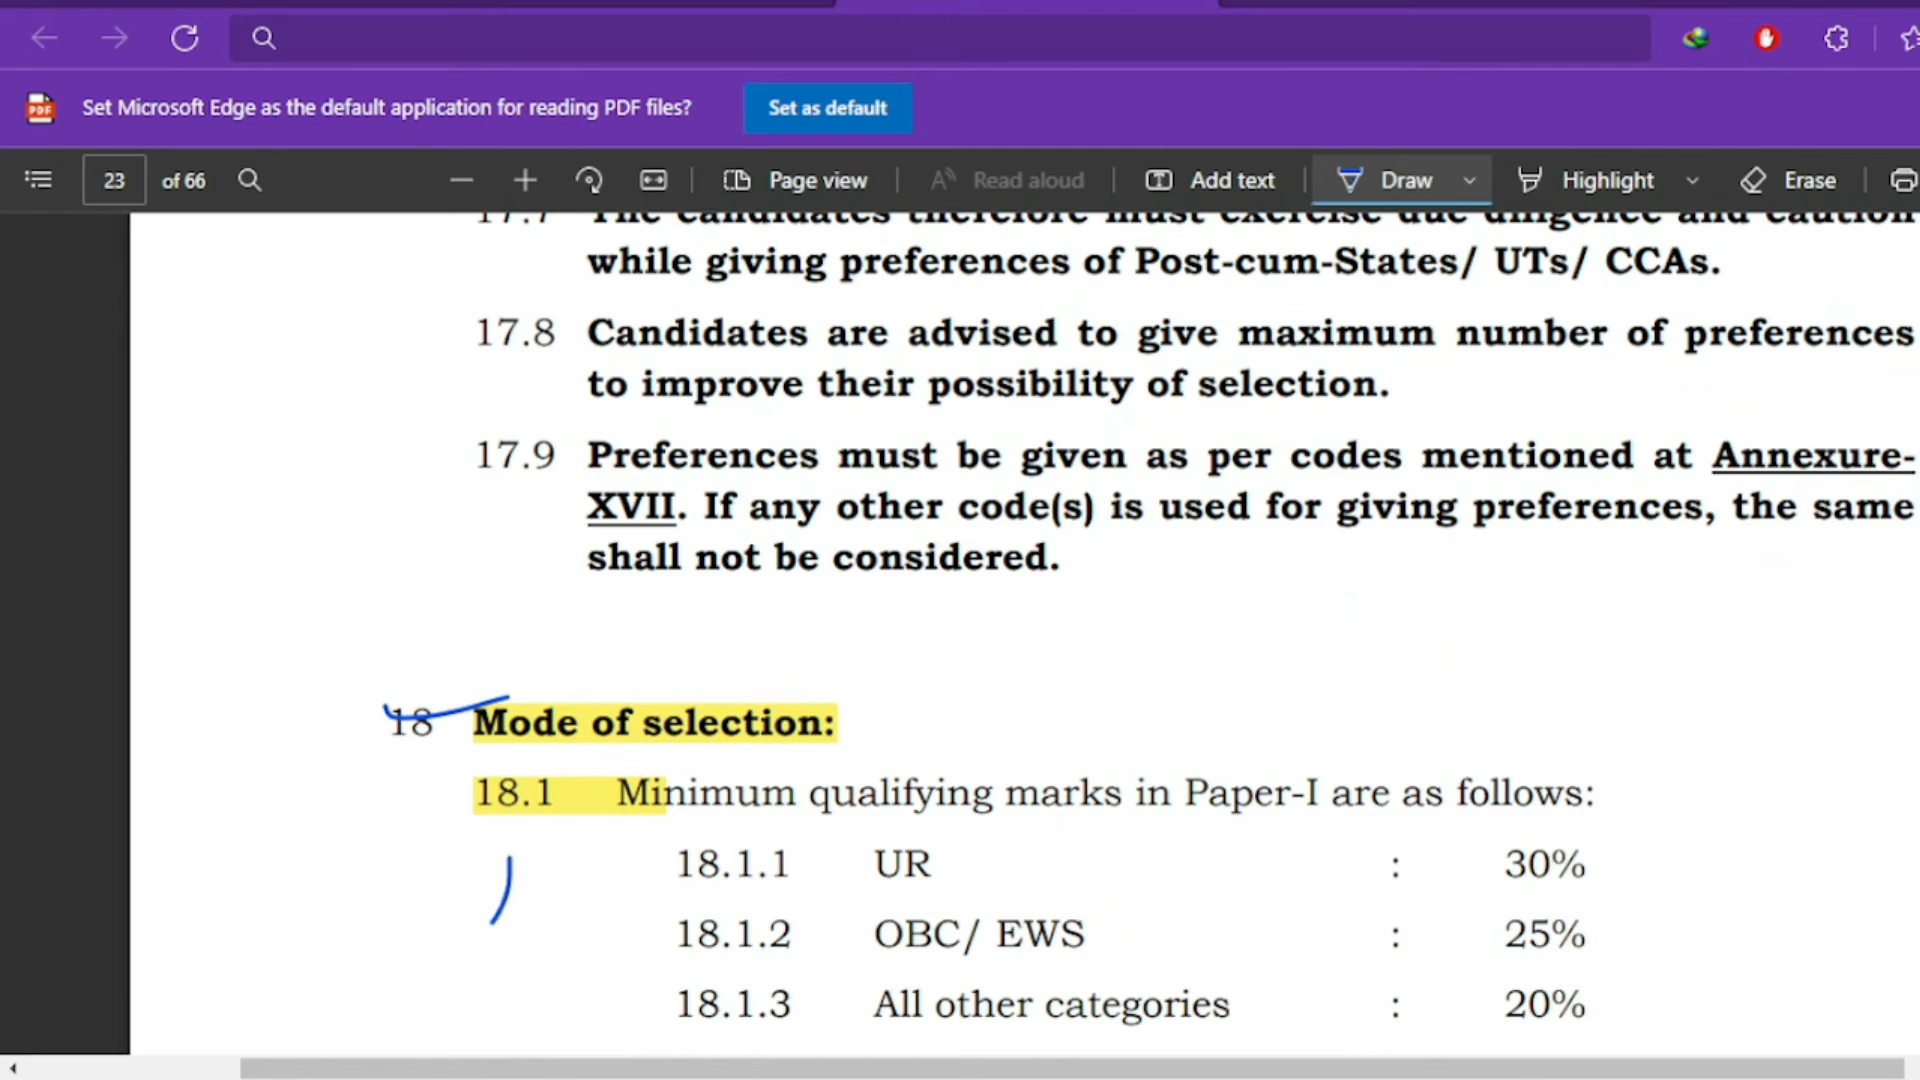 Set Microsoft Edge as the default application for reading PDF files?
Set as default
23 of 66
Page view
Read aloud
Add text
Draw
Highlight
Erase
17.7 The candidates therefore must exercise due diligence and caution
while giving preferences of Post-cum-States/ UTs/ CCAs.
17.8 Candidates are advised to give maximum number of preferences
to improve their possibility of selection.
17.9 Preferences must be given as per codes mentioned at Annexure-
XVII. If any other code(s) is used for giving preferences, the same
shall not be considered.
18 Mode of selection:
18.1 Minimum qualifying marks in Paper-I are as follows:
18.1.1 UR : 30%
18.1.2 OBC/ EWS : 25%
18.1.3 All other categories : 20%